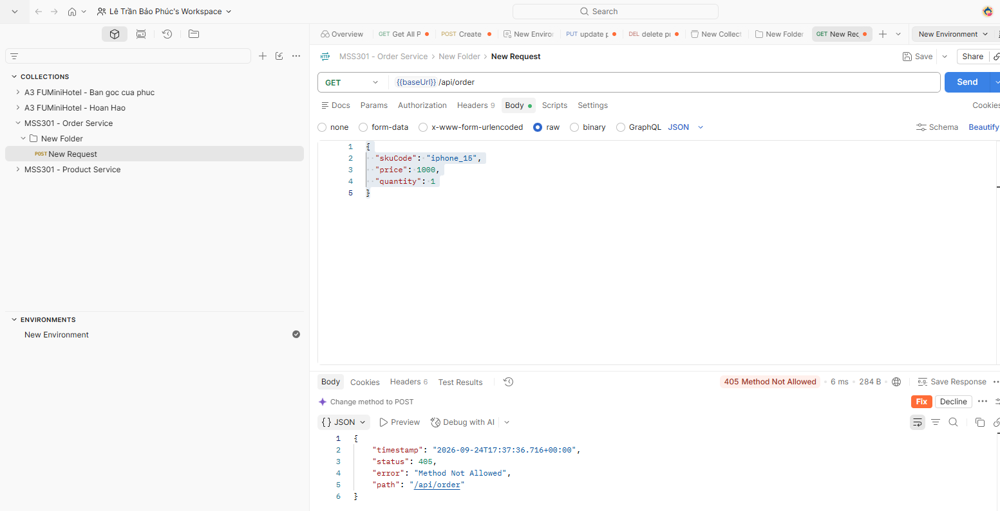 Lê Trần Bảo Phúc's Workspace
Search
Overview
GET Get All P
POST Create
New Enviror
PUT update p
DEL delete pr
New Collect
New Folder
GET New Req
New Environment
COLLECTIONS
A3 FUMiniHotel - Ban goc cua phuc
A3 FUMiniHotel - Hoan Hao
MSS301 - Order Service
New Folder
POST New Request
MSS301 - Product Service
ENVIRONMENTS
New Environment
HTTP MSS301 - Order Service > New Folder > New Request
Save
Share
GET
{{baseUrl}} /api/order
Send
Docs Params Authorization Headers 9 Body Scripts Settings
Cookies
none form-data x-www-form-urlencoded raw binary GraphQL JSON
Schema Beautify
1 {
2 "skuCode": "iphone_15",
3 "price": 1000,
4 "quantity": 1
5 }
Body Cookies Headers 6 Test Results
405 Method Not Allowed • 6 ms • 284 B
e.g. Save Response
Change method to POST
Fix Decline
{} JSON Preview Debug with AI
1 {
2 "timestamp": "2026-09-24T17:37:36.716+00:00",
3 "status": 405,
4 "error": "Method Not Allowed",
5 "path": "/api/order"
6 }